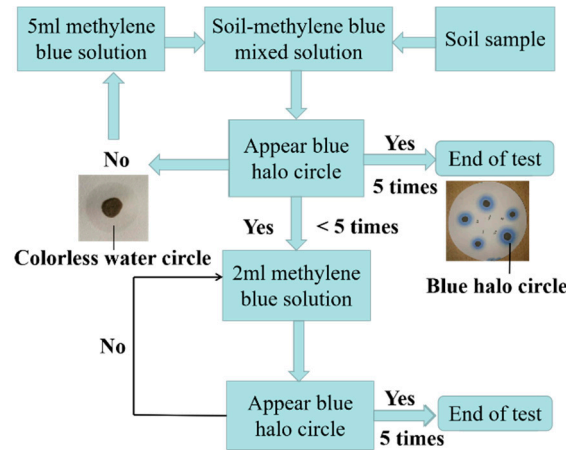 5ml methylene
blue solution
Soil-methylene blue
mixed solution
Soil sample
Appear blue
halo circle
Yes
5 times
End of test
No
Colorless water circle
Yes
< 5 times
Blue halo circle
2ml methylene
blue solution
No
Appear blue
halo circle
Yes
5 times
End of test